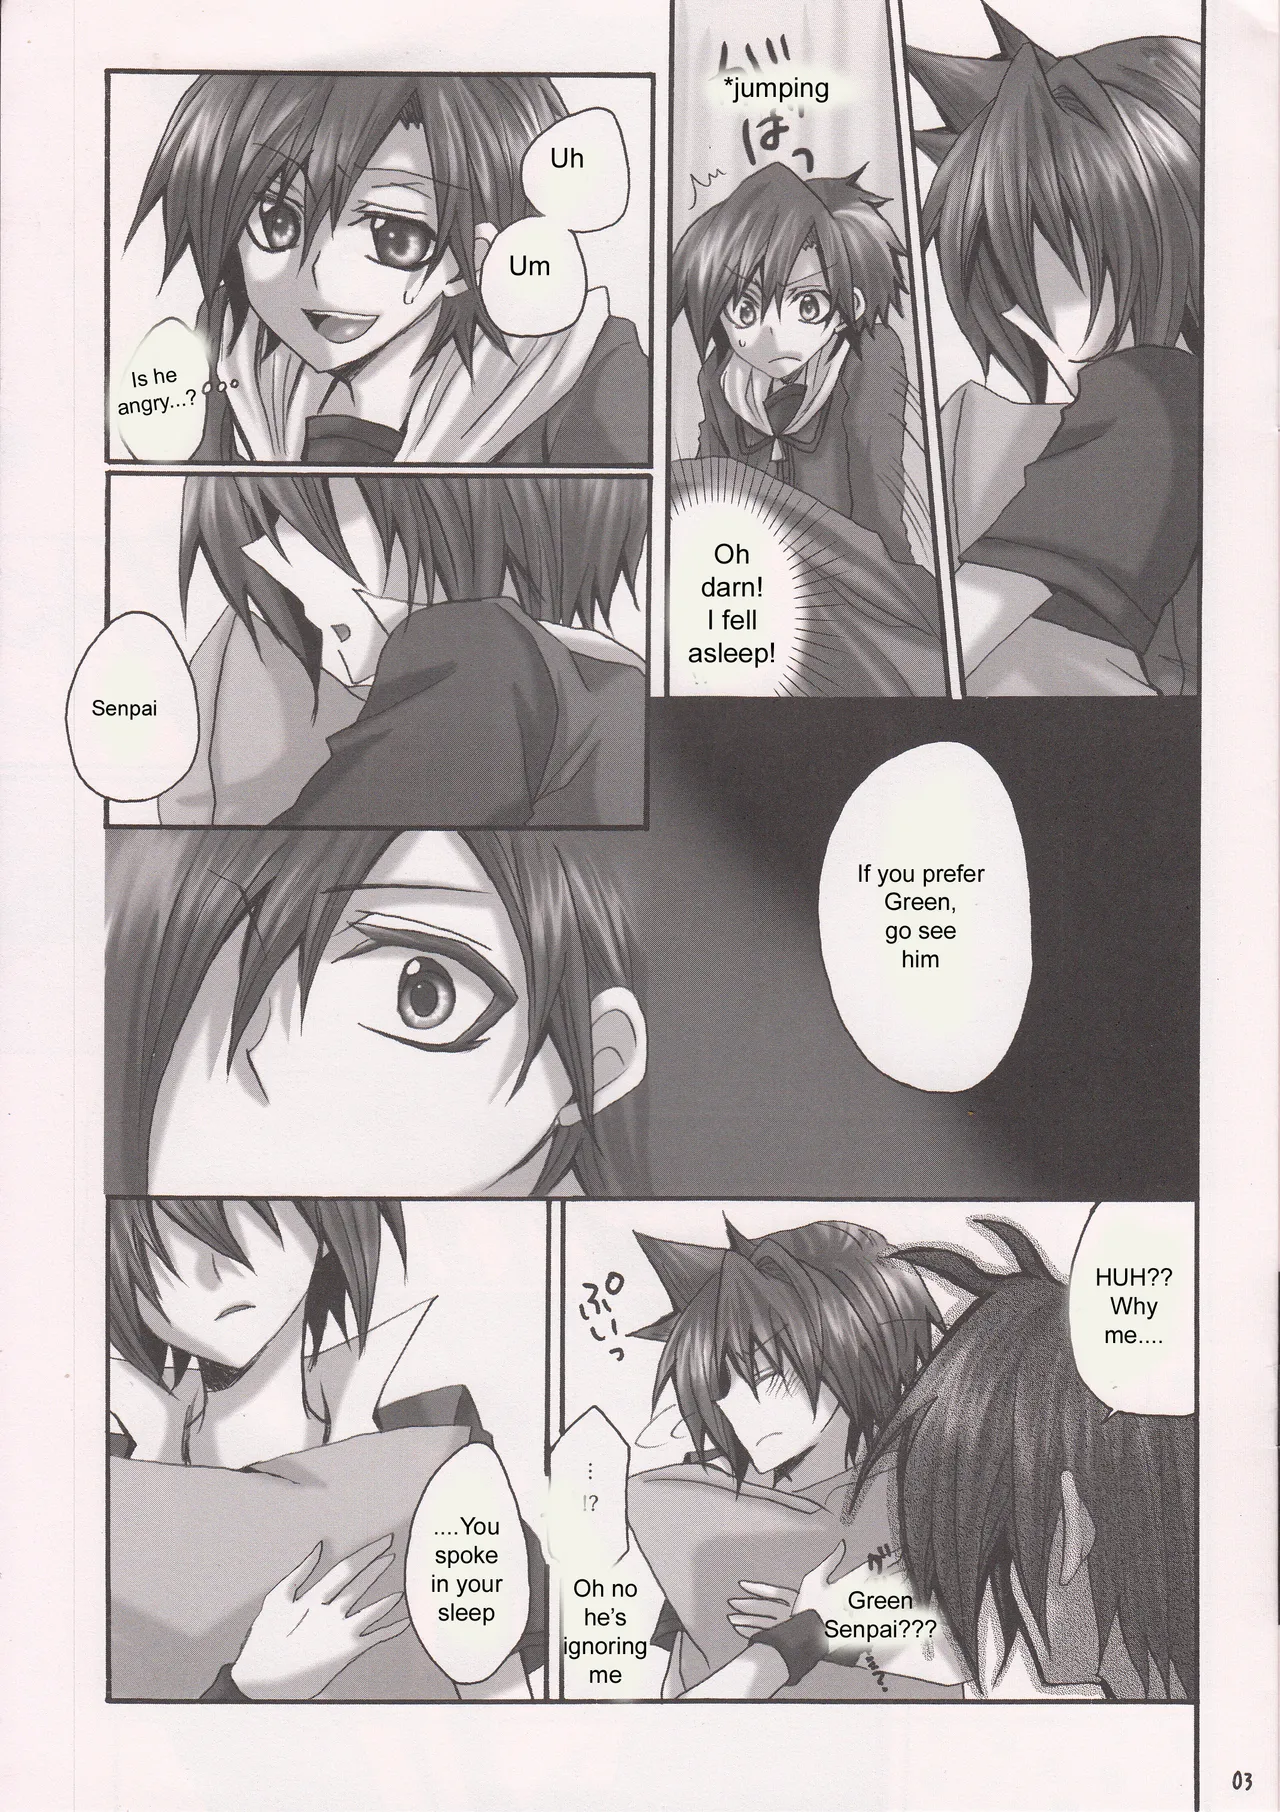 *jumping
ばっ
Oh
darn!
I fell
asleep!
Uh
Um
Is he
angry...?
Senpai
If you prefer
Green,
go see
him
HUH??
Why
me....
ぷいっ
Green
Senpai???
...
!?
Oh no
he's
ignoring
me
....You
spoke
in your
sleep
03